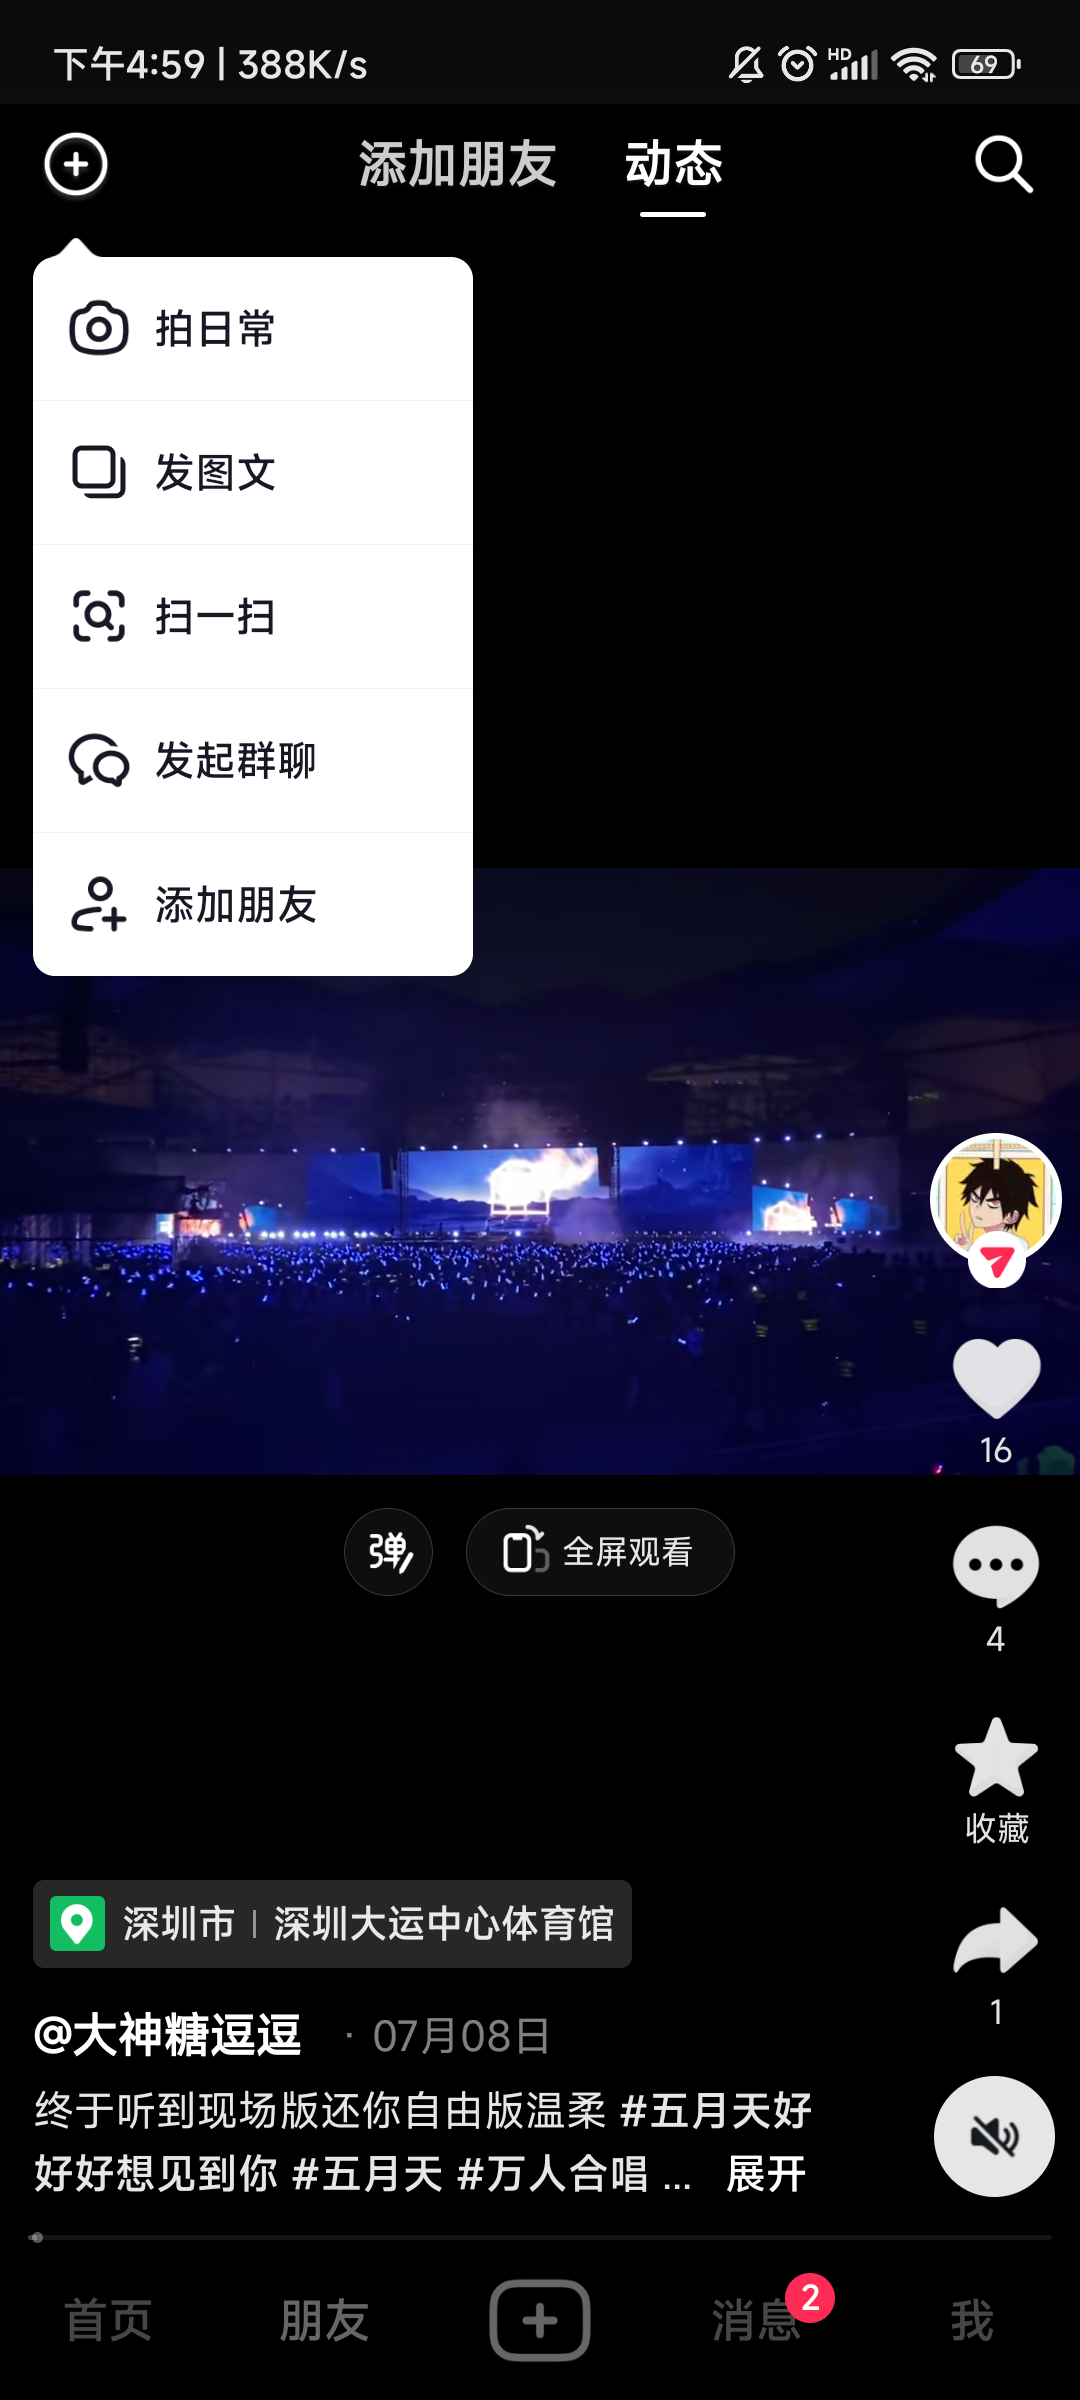 下午4:59 | 388K/s
HD
69
添加朋友 动态
拍日常
发图文
扫一扫
发起群聊
添加朋友
16
弹 全屏观看
4
收藏
深圳市 | 深圳大运中心体育馆
1
@大神糖逗逗 · 07月08日
终于听到现场版还你自由版温柔 #五月天好
好好想见到你 #五月天 #万人合唱 ... 展开
首页 朋友 消息 2 我